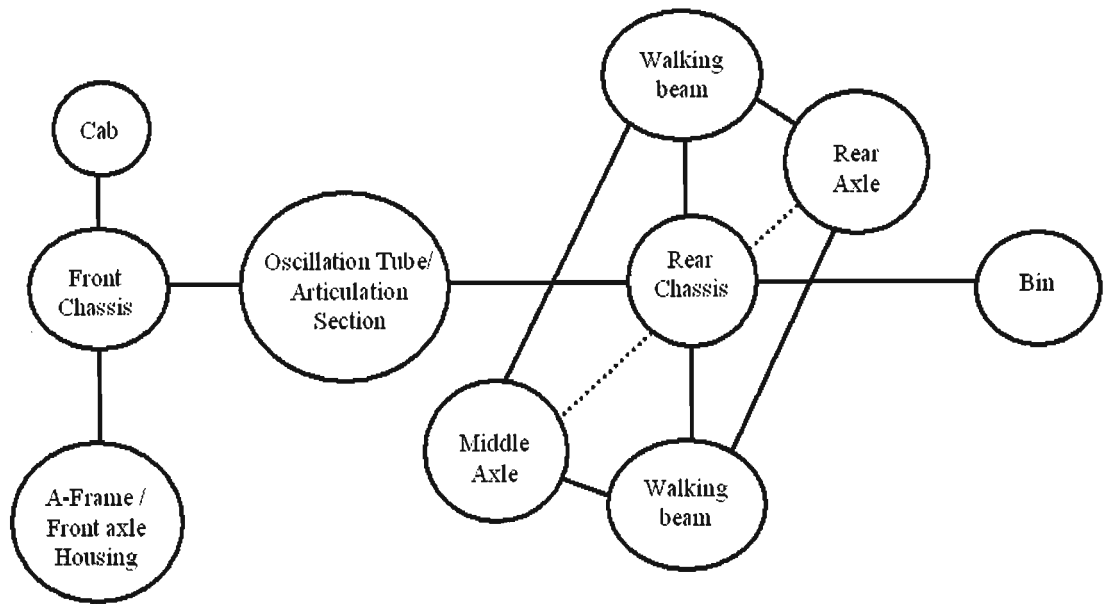 Walking
beam
Cab
Rear
Axle
Front
Chassis
Oscillation Tube/
Articulation
Section
Rear
Chassis
Bin
Middle
Axle
Walking
beam
A-Frame /
Front axle
Housing